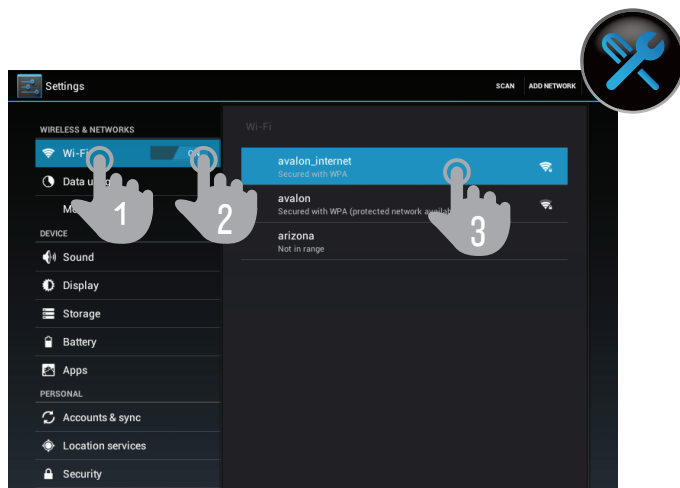 Settings
SCAN
ADD NETWORK
WIRELESS & NETWORKS
Wi-Fi
ON
Data
1
2
DEVICE
Sound
Display
Storage
Battery
Apps
PERSONAL
Accounts & sync
Location services
Security
Wi-Fi
avalon_internet
Secured with WPA
avalon
Secured with WPA (protected network
3
arizona
Not in range